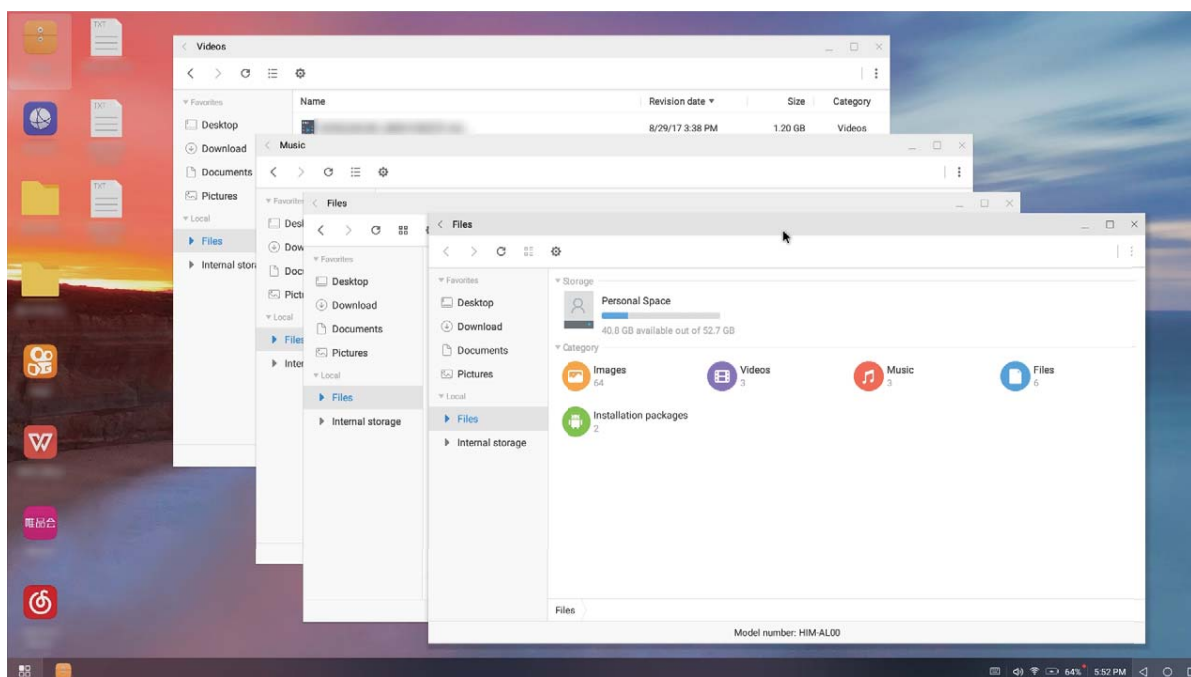 TXT
TXT
TXT
唯品会
Videos
Favorites
Desktop
Download
Documents
Pictures
Local
Files
Internal stor
Name Revision date Size Category
8/29/17 3:38 PM 1.20 GB Videos
Music
Favorites
Desl
Dow
Doc
Pict
Local
Files
Inter
Files
Favorites
Desktop
Download
Documents
Pictures
Local
Files
Internal storage
Files
Favorites
Desktop
Download
Documents
Pictures
Local
Files
Internal storage
Storage
Personal Space
40.8 GB available out of 52.7 GB
Category
Images
64
Videos
3
Music
3
Files
6
Installation packages
2
Files
Model number: HIM-AL00
64% 5:52 PM